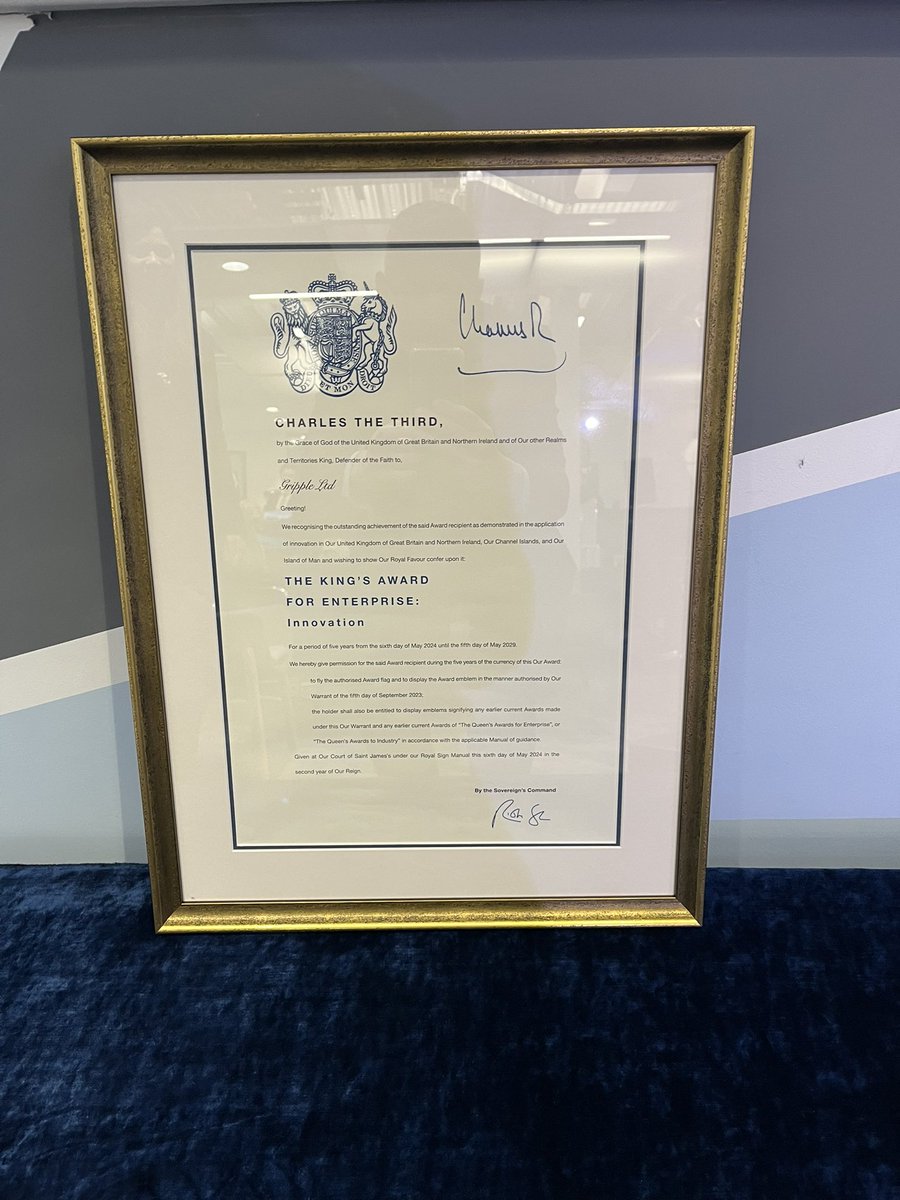 Charles R
CHARLES THE THIRD,
by the Grace of God of the United Kingdom of Great Britain and Northern Ireland and of Our other Realms
and Territories King, Defender of the Faith to,
Gripple Ltd
Greeting!
We recognising the outstanding achievement of the said Award recipient as demonstrated in the application
of innovation in Our United Kingdom of Great Britain and Northern Ireland, Our Channel Islands, and Our
Island of Man and wishing to show Our Royal Favour confer upon it:
THE KING'S AWARD
FOR ENTERPRISE:
Innovation
For a period of five years from the sixth day of May 2024 until the fifth day of May 2029.
We hereby give permission for the said Award recipient during the five years of the currency of this Our Award:
to fly the authorised Award flag and to display the Award emblem in the manner authorised by Our
Warrant of the fifth day of September 2023;
the holder shall also be entitled to display emblems signifying any earlier current Awards made
under this Our Warrant and any earlier current Awards of "The Queen's Awards for Enterprise", or
"The Queen's Awards to Industry" in accordance with the applicable Manual of guidance.
Given at Our Court of Saint James's under our Royal Sign Manual this sixth day of May 2024 in the
second year of Our Reign.
By the Sovereign's Command